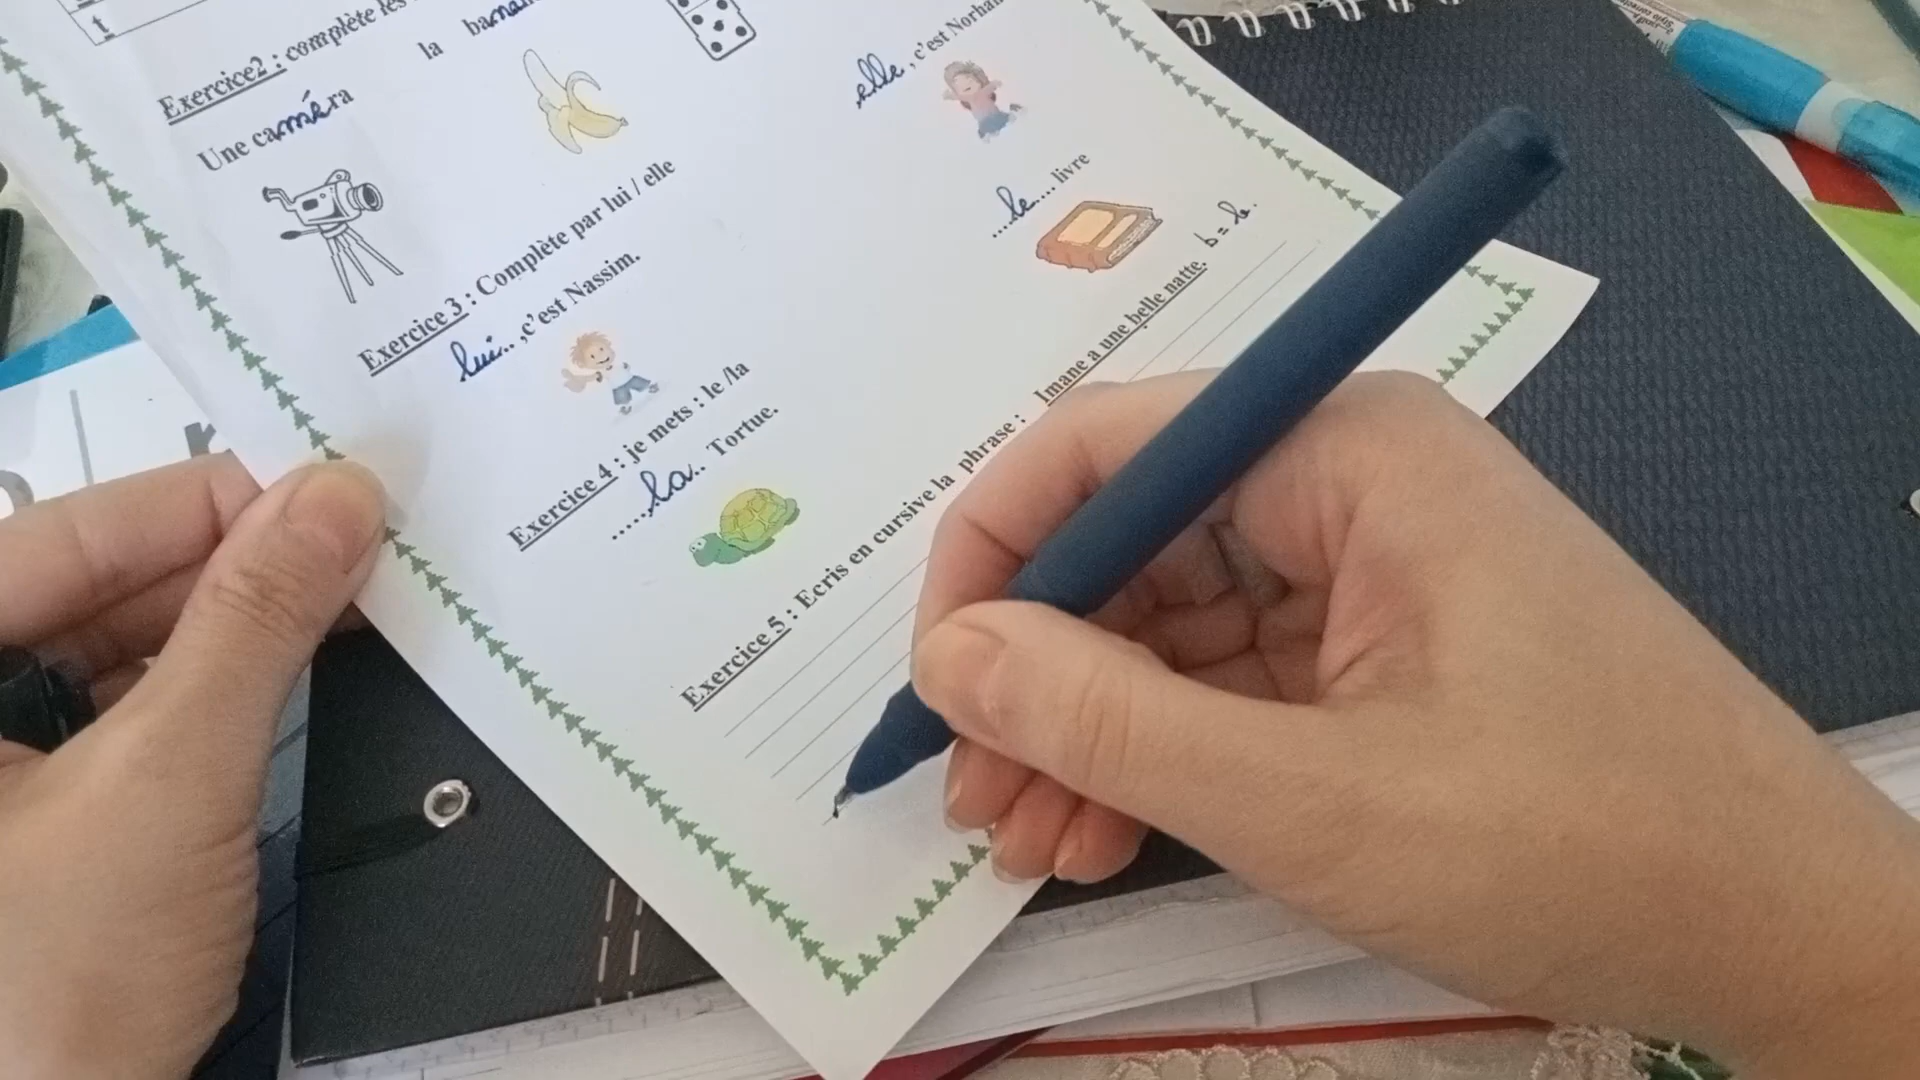 Exercice2 : complète les
Une caméra
la bana
Exercice 3 : Complète par lui / elle
lui.. ,c'est Nassim.
elle , c'est Norhan
Exercice 4 : je mets : le /la
.....la.. Tortue.
.....le.... livre
Exercice 5 : Ecris en cursive la phrase : Imane a une belle natte. b = b.